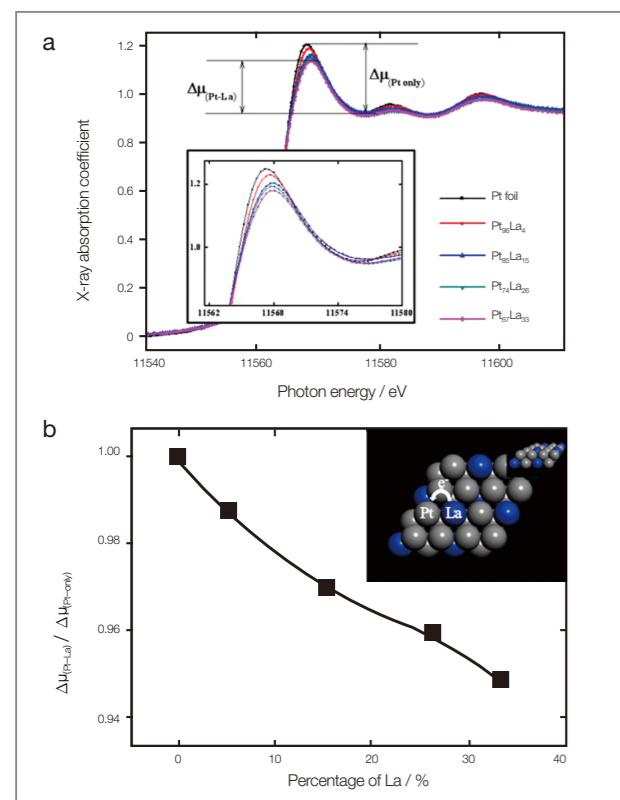 a
1.2
1.0
0.8
0.6
0.4
0.2
0
X-ray absorption coefficient
Δμ(Pt-La)
Δμ(Pt only)
1.2
1.8
11562
11568
11574
11580
Pt foil
Pt96La4
Pt85La15
Pt74La26
Pt67La33
11540
11560
11580
11600
Photon energy / eV
b
1.00
0.98
0.96
0.94
Δμ(Pt–La) / Δμ(Pt–only)
e-
Pt
La
0
10
20
30
40
Percentage of La / %